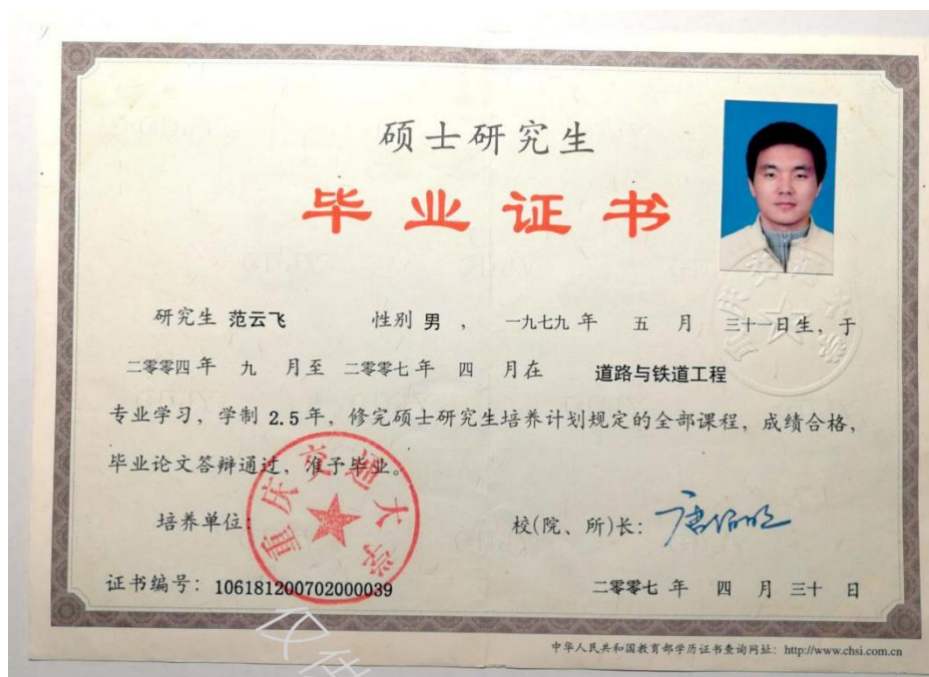 硕士研究生
毕业证书
研究生 范云飞 性别 男 , 一九七九 年 五 月 三十一日生, 于
二零零四 年 九 月至 二零零七 年 四 月在 道路与铁道工程
专业学习, 学制 2.5 年, 修完硕士研究生培养计划规定的全部课程, 成绩合格,
毕业论文答辩通过, 准予毕业。
重庆交通大学
培养单位:
校(院、所)长: 唐伯明
证书编号: 106181200702000039
二零零七 年 四 月 三十 日
中华人民共和国教育部学历证书查询网址: http://www.chsi.com.cn